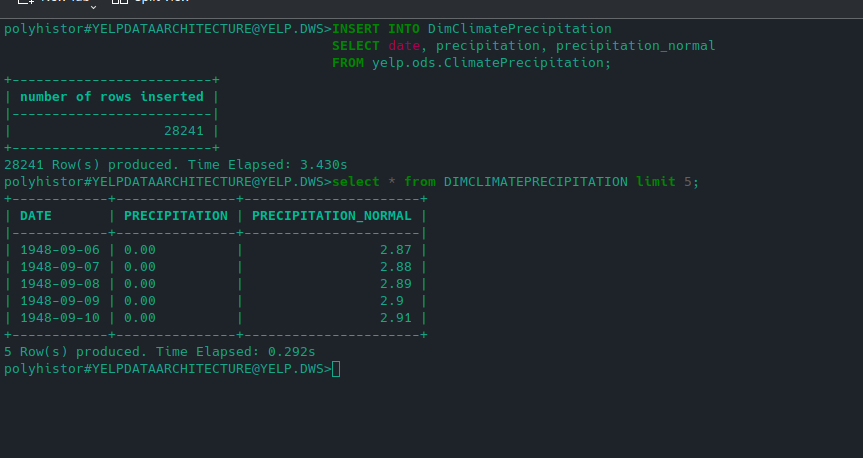 polyhistor#YELPDATAARCHITECTURE@YELP.DWS>INSERT INTO DimClimatePrecipitation
SELECT date, precipitation, precipitation_normal
FROM yelp.ods.ClimatePrecipitation;
+-------------------------+
| number of rows inserted |
|-------------------------|
|                   28241 |
+-------------------------+
28241 Row(s) produced. Time Elapsed: 3.430s
polyhistor#YELPDATAARCHITECTURE@YELP.DWS>select * from DIMCLIMATEPRECIPITATION limit 5;
+------------+---------------+----------------------+
| DATE       | PRECIPITATION | PRECIPITATION_NORMAL |
|------------+---------------+----------------------|
| 1948-09-06 | 0.00          |                 2.87 |
| 1948-09-07 | 0.00          |                 2.88 |
| 1948-09-08 | 0.00          |                 2.89 |
| 1948-09-09 | 0.00          |                 2.9  |
| 1948-09-10 | 0.00          |                 2.91 |
+------------+---------------+----------------------+
5 Row(s) produced. Time Elapsed: 0.292s
polyhistor#YELPDATAARCHITECTURE@YELP.DWS>